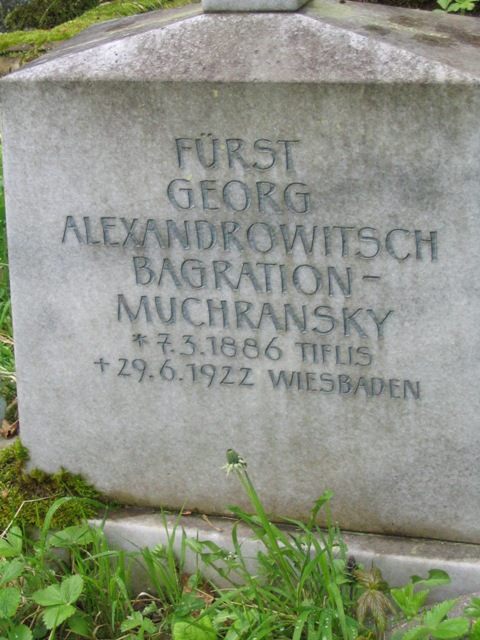 FÜRST
GEORG
ALEXANDROWITSCH
BAGRATION-
MUCHRANSKY
*7.3.1886 TIFLIS
+29.6.1922 WIESBADEN